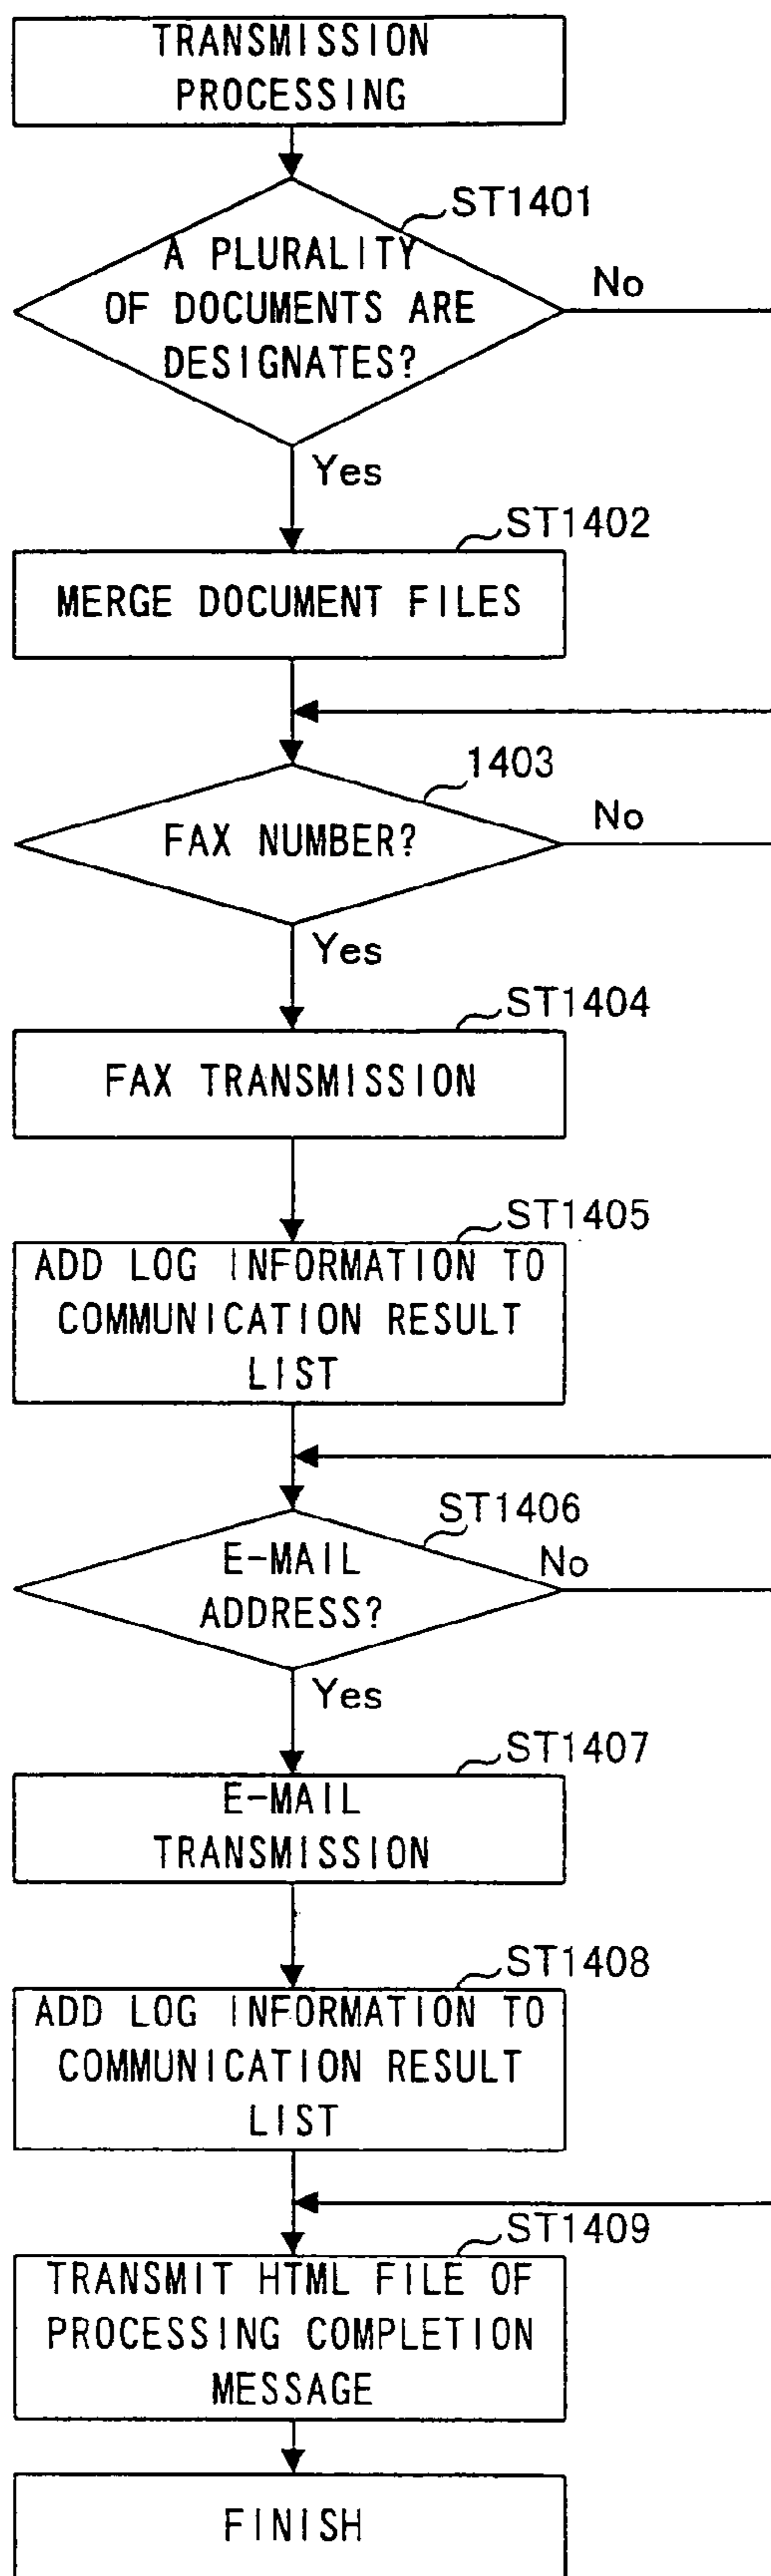 TRANSMISSION
PROCESSING
ST1401
A PLURALITY
OF DOCUMENTS ARE
DESIGNATES?
No
Yes
ST1402
MERGE DOCUMENT FILES
1403
FAX NUMBER?
No
Yes
ST1404
FAX TRANSMISSION
ST1405
ADD LOG INFORMATION TO
COMMUNICATION RESULT
LIST
ST1406
E-MAIL
ADDRESS?
No
Yes
ST1407
E-MAIL
TRANSMISSION
ST1408
ADD LOG INFORMATION TO
COMMUNICATION RESULT
LIST
ST1409
TRANSMIT HTML FILE OF
PROCESSING COMPLETION
MESSAGE
FINISH